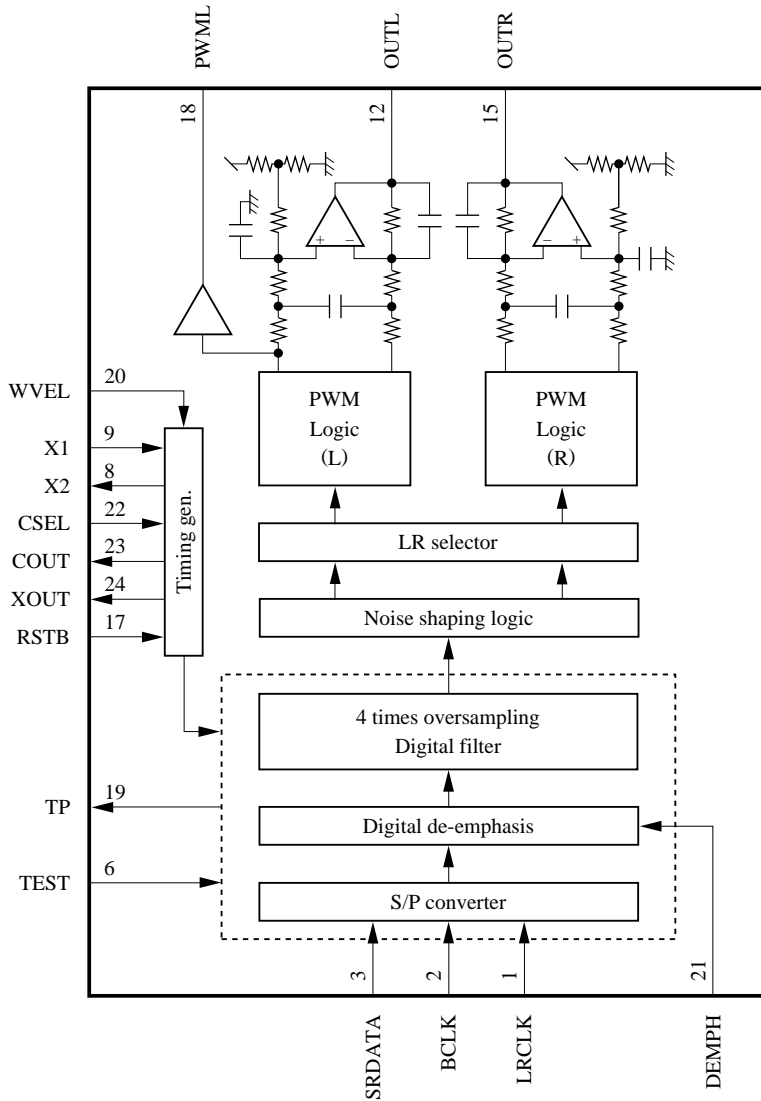 PWML
OUTL
OUTR
18
12
15
+
−
−
+
WVEL
20
X1
9
X2
8
CSEL
22
COUT
23
XOUT
24
RSTB
17
Timing gen.
PWM
Logic
(L)
PWM
Logic
(R)
LR selector
Noise shaping logic
4 times oversampling
Digital filter
TP
19
Digital de-emphasis
TEST
6
S/P converter
3
2
1
21
SRDATA
BCLK
LRCLK
DEMPH